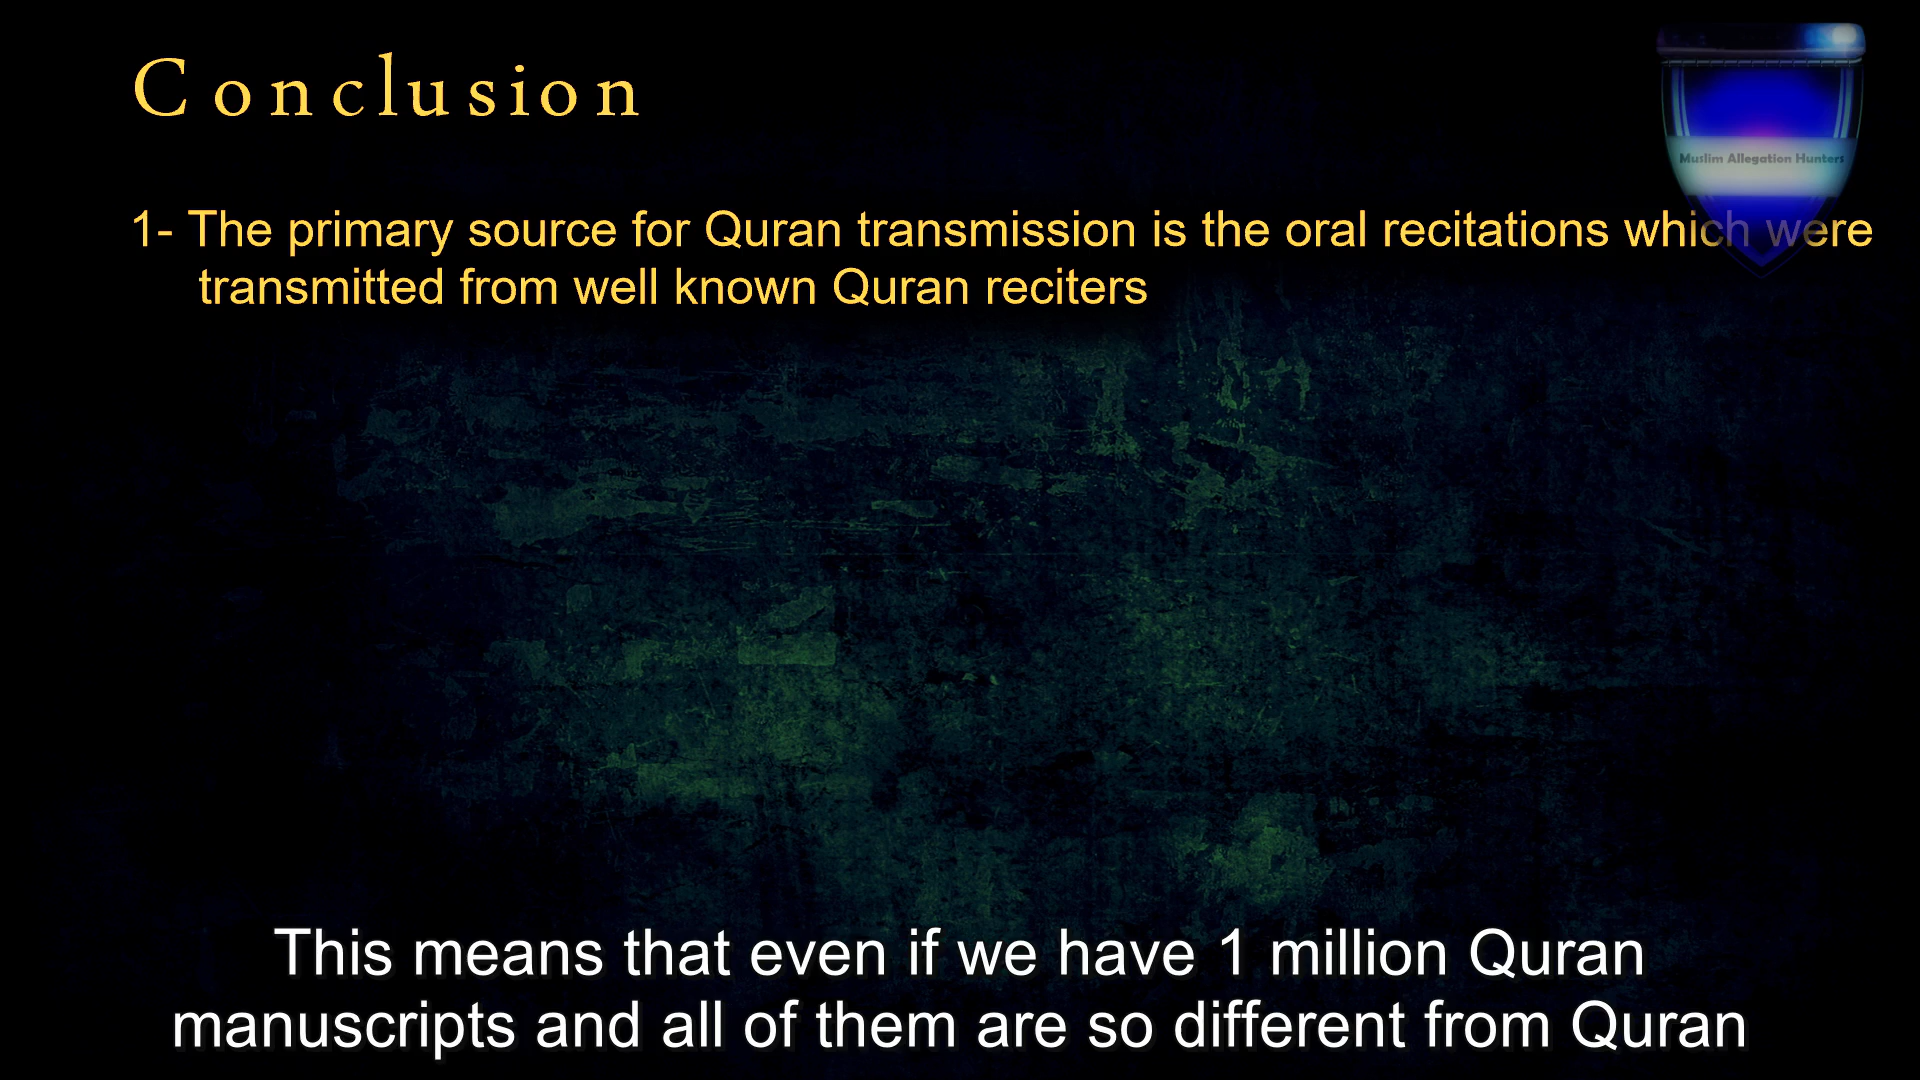 Conclusion
Muslim Allegation Hunters
1- The primary source for Quran transmission is the oral recitations which were
transmitted from well known Quran reciters
This means that even if we have 1 million Quran
manuscripts and all of them are so different from Quran